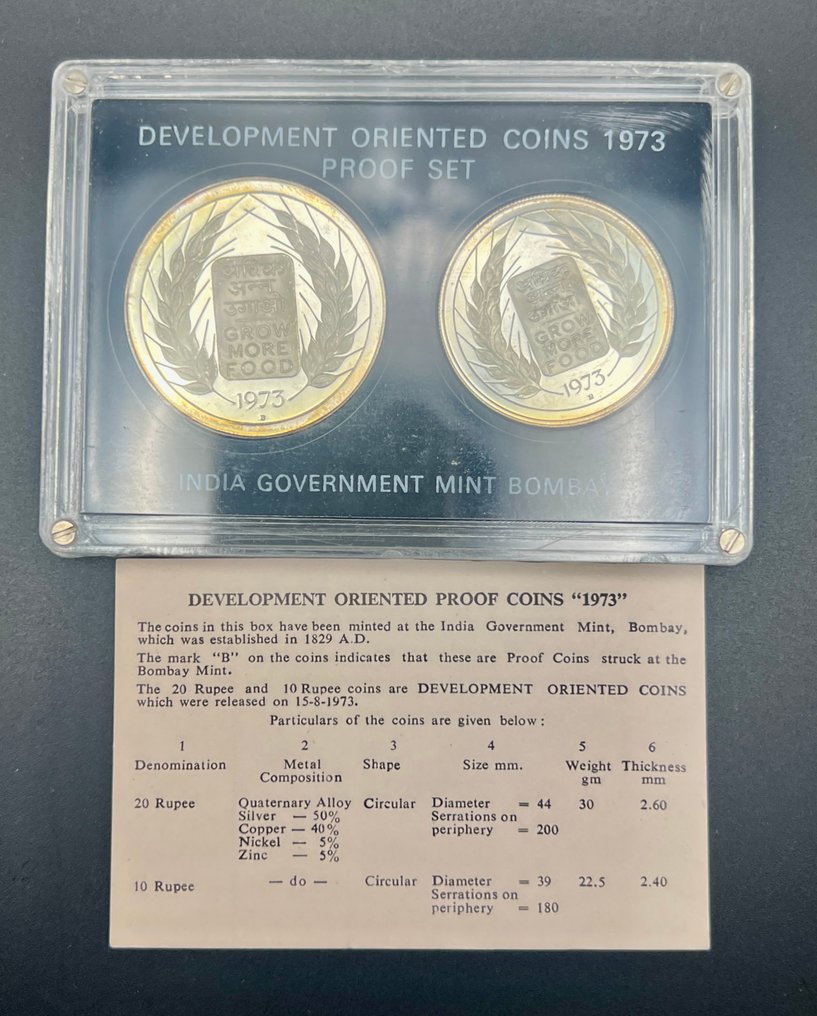 DEVELOPMENT ORIENTED COINS 1973
PROOF SET
अधिक
अन्न
उगाओ
GROW
MORE
FOOD
1973
B
अधिक
अन्न
उगाओ
GROW
MORE
FOOD
1973
B
INDIA GOVERNMENT MINT BOMBAY
DEVELOPMENT ORIENTED PROOF COINS “1973”
The coins in this box have been minted at the India Government Mint, Bombay,
which was established in 1829 A.D.
The mark “B” on the coins indicates that these are Proof Coins struck at the
Bombay Mint.
The 20 Rupee and 10 Rupee coins are DEVELOPMENT ORIENTED COINS
which were released on 15-8-1973.
Particulars of the coins are given below :
1 2 3 4 5 6
Denomination Metal Shape Size mm. Weight Thickness
Composition gm mm
20 Rupee Quaternary Alloy Circular Diameter = 44 30 2.60
Silver — 50% Serrations on
Copper — 40% periphery = 200
Nickel — 5%
Zinc — 5%
10 Rupee — do — Circular Diameter = 39 22.5 2.40
Serrations on
periphery = 180